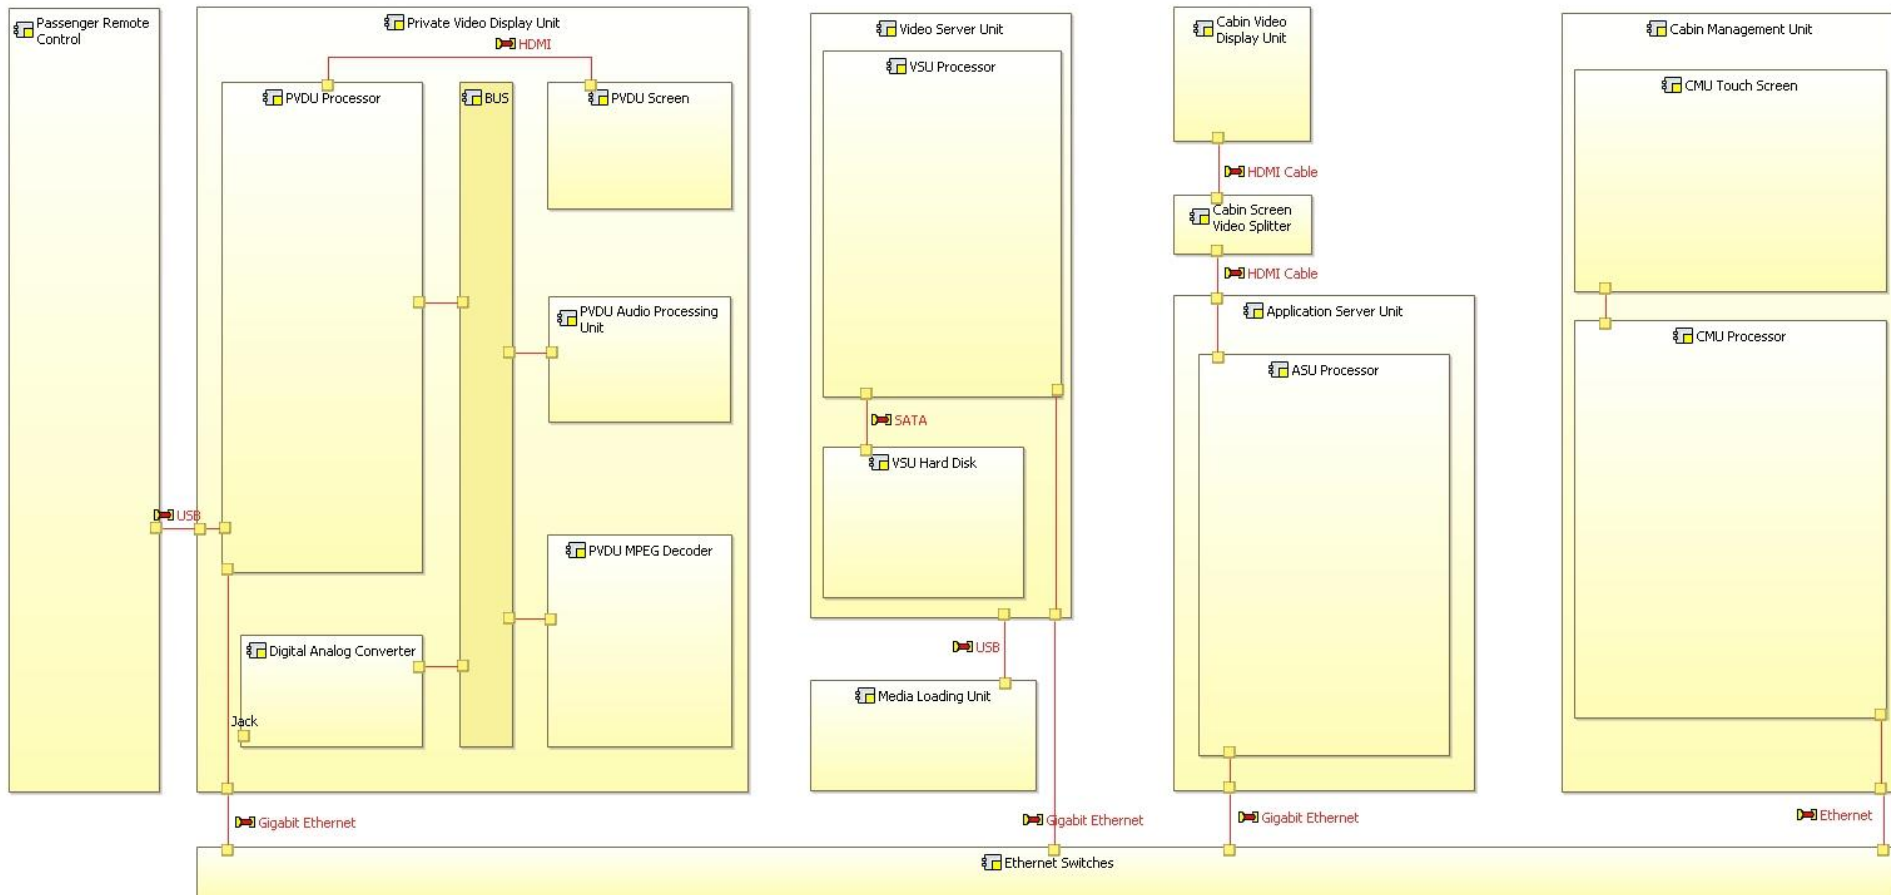 Passenger Remote
Control
Private Video Display Unit
HDMI
PVDU Processor
BUS
PVDU Screen
PVDU Audio Processing
Unit
PVDU MPEG Decoder
USB
Digital Analog Converter
Jack
Gigabit Ethernet
Video Server Unit
VSU Processor
SATA
VSU Hard Disk
USB
Media Loading Unit
Gigabit Ethernet
Cabin Video
Display Unit
HDMI Cable
Cabin Screen
Video Splitter
HDMI Cable
Application Server Unit
ASU Processor
Gigabit Ethernet
Cabin Management Unit
CMU Touch Screen
CMU Processor
Ethernet
Ethernet Switches